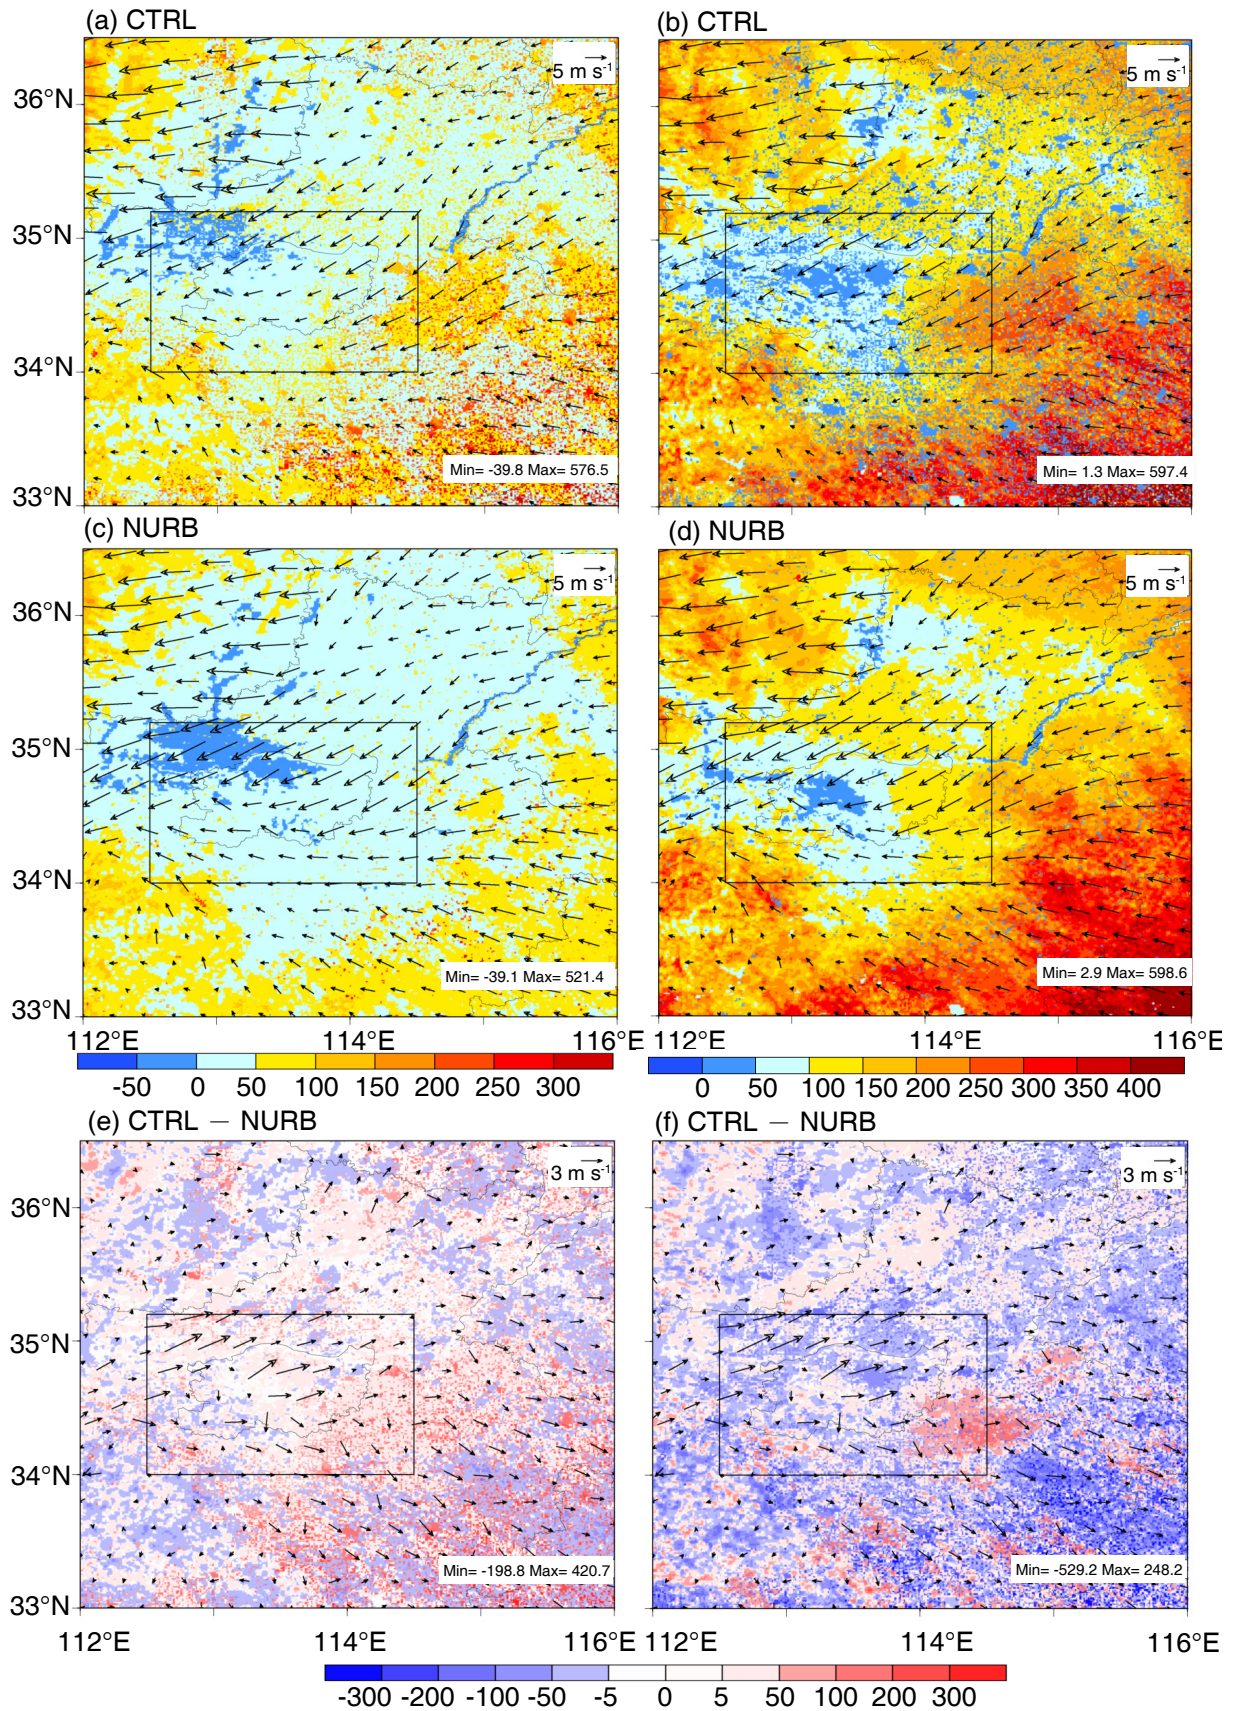 (a) CTRL
(b) CTRL
5 m s-1
5 m s-1
36°N
35°N
34°N
33°N
Min= -39.8 Max= 576.5
Min= 1.3 Max= 597.4
(c) NURB
(d) NURB
5 m s-1
5 m s-1
36°N
35°N
34°N
33°N
Min= -39.1 Max= 521.4
Min= 2.9 Max= 598.6
112°E 114°E 116°E
112°E 114°E 116°E
-50 0 50 100 150 200 250 300
0 50 100 150 200 250 300 350 400
(e) CTRL − NURB
(f) CTRL − NURB
3 m s-1
3 m s-1
36°N
35°N
34°N
33°N
Min= -198.8 Max= 420.7
Min= -529.2 Max= 248.2
112°E 114°E 116°E
112°E 114°E 116°E
-300 -200 -100 -50 -5 0 5 50 100 200 300